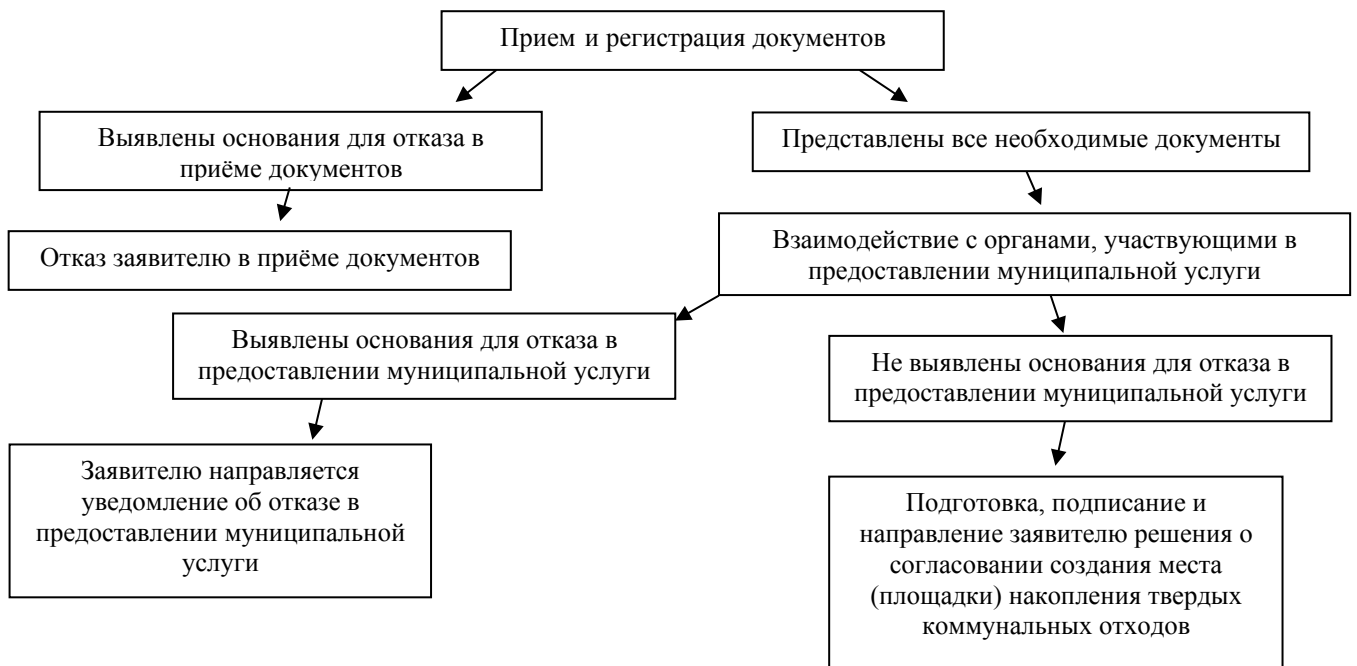 Прием и регистрация документов
Выявлены основания для отказа в
приёме документов
Представлены все необходимые документы
Отказ заявителю в приёме документов
Взаимодействие с органами, участвующими в
предоставлении муниципальной услуги
Выявлены основания для отказа в
предоставлении муниципальной услуги
Не выявлены основания для отказа в
предоставлении муниципальной услуги
Заявителю направляется
уведомление об отказе в
предоставлении муниципальной
услуги
Подготовка, подписание и
направление заявителю решения о
согласовании создания места
(площадки) накопления твердых
коммунальных отходов